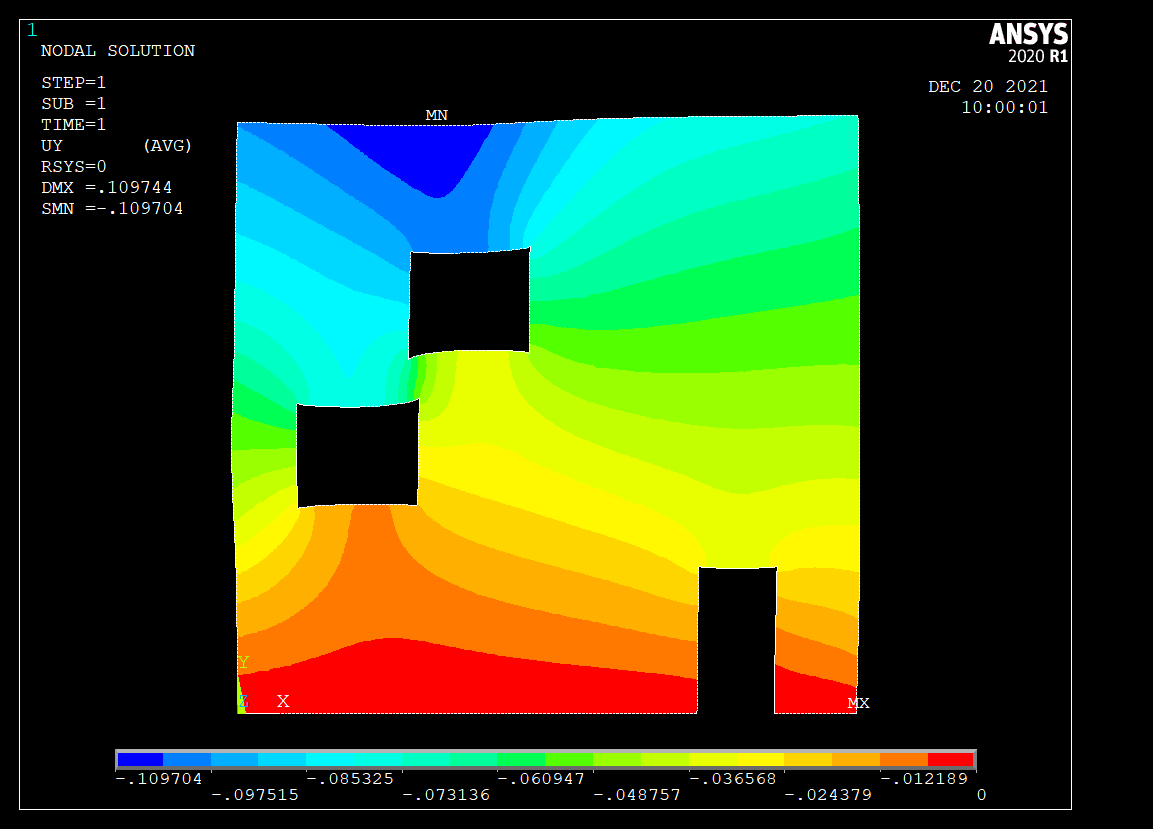 1
NODAL SOLUTION
STEP=1
SUB =1
TIME=1
UY (AVG)
RSYS=0
DMX =.109744
SMN =-.109704
ANSYS
2020 R1
DEC 20 2021
10:00:01
MN
Y
Z X
MX
-.109704 -.085325 -.060947 -.036568 -.012189
-.097515 -.073136 -.048757 -.024379 0